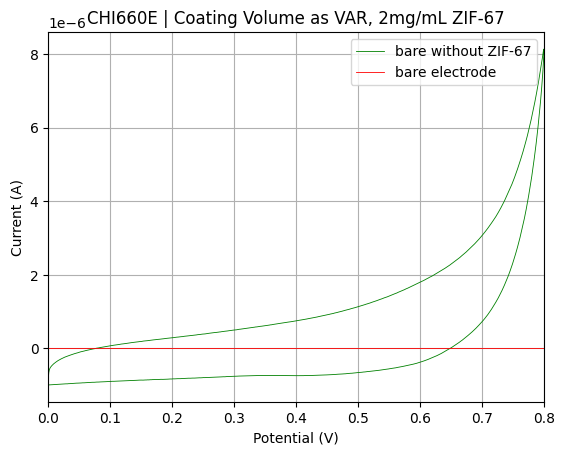 CHI660E | Coating Volume as VAR, 2mg/mL ZIF-67
1e−6
bare without ZIF-67
bare electrode
8
6
4
2
0
Current (A)
0.0 0.1 0.2 0.3 0.4 0.5 0.6 0.7 0.8
Potential (V)